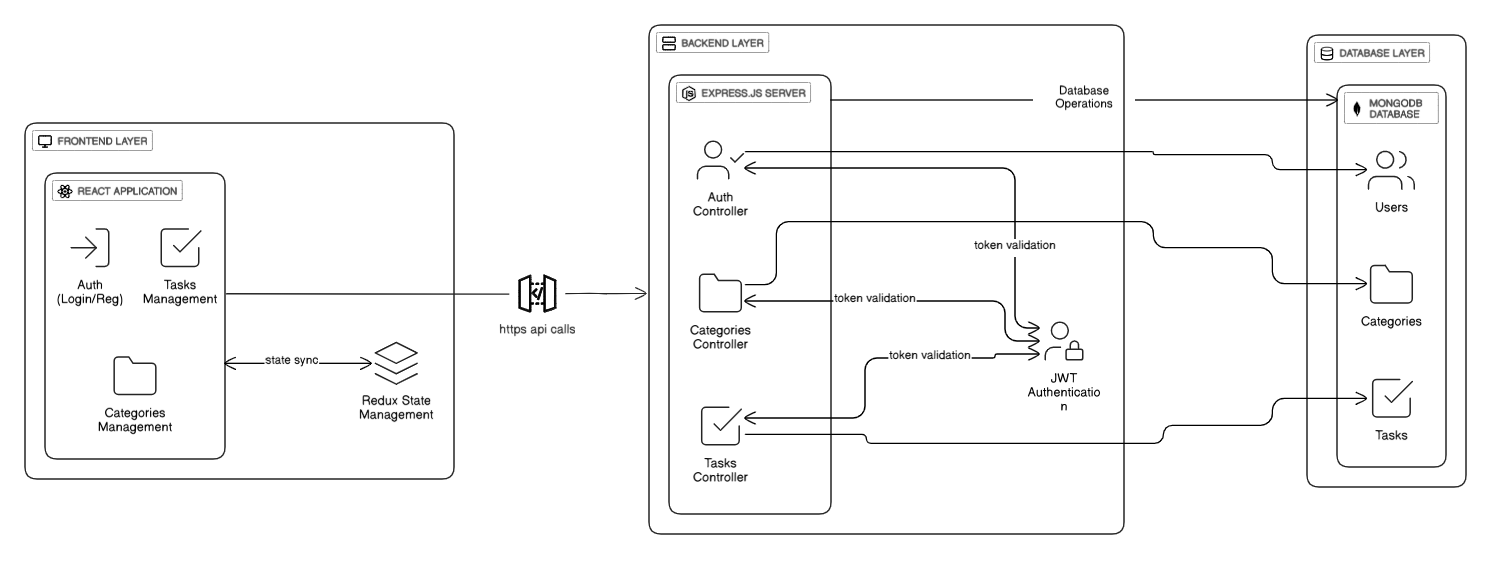 FRONTEND LAYER
REACT APPLICATION
Auth
(Login/Reg)
Tasks
Management
Categories
Management
state sync
Redux State
Management
https api calls
BACKEND LAYER
EXPRESS.JS SERVER
Auth
Controller
Categories
Controller
Tasks
Controller
token validation
token validation
token validation
JWT
Authenticatio
n
Database
Operations
DATABASE LAYER
MONGODB
DATABASE
Users
Categories
Tasks